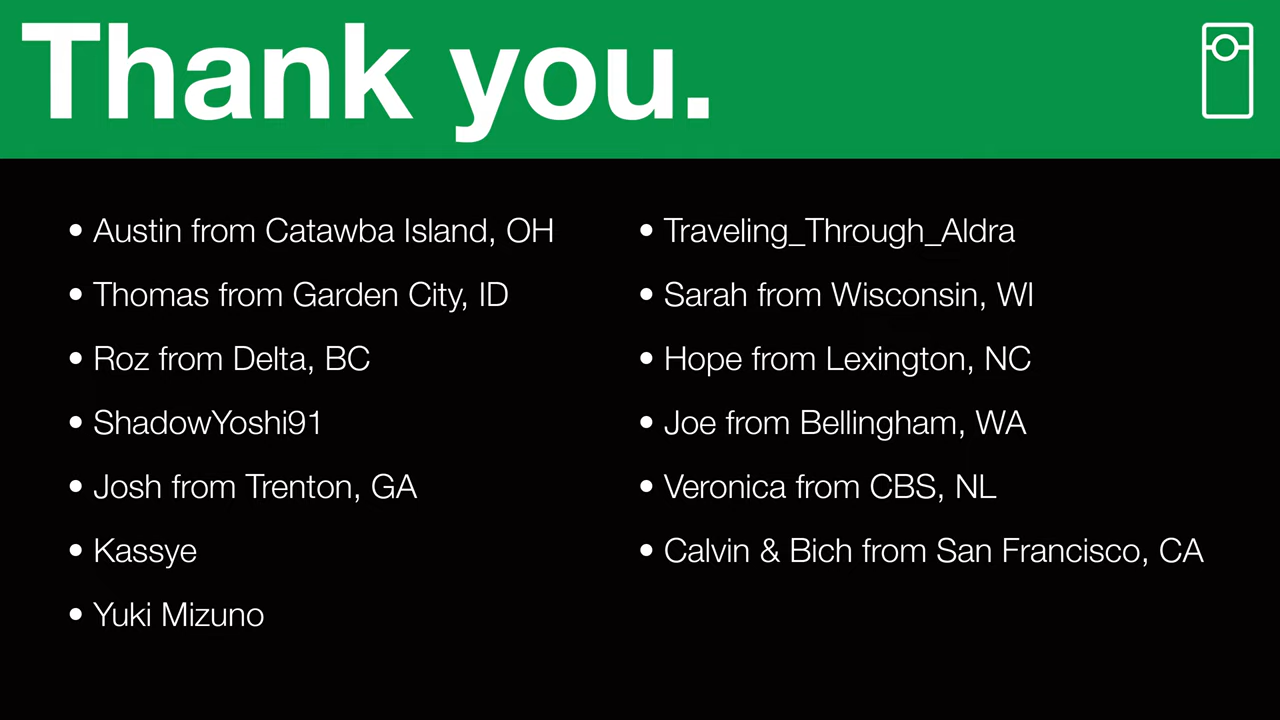 Thank you.
• Austin from Catawba Island, OH
• Thomas from Garden City, ID
• Roz from Delta, BC
• ShadowYoshi91
• Josh from Trenton, GA
• Kassye
• Yuki Mizuno
• Traveling_Through_Aldra
• Sarah from Wisconsin, WI
• Hope from Lexington, NC
• Joe from Bellingham, WA
• Veronica from CBS, NL
• Calvin & Bich from San Francisco, CA